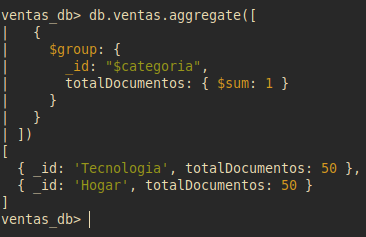 ventas_db> db.ventas.aggregate([
|   {
|     $group: {
|       _id: "$categoria",
|       totalDocumentos: { $sum: 1 }
|     }
|   }
| ])
[
  { _id: 'Tecnologia', totalDocumentos: 50 },
  { _id: 'Hogar', totalDocumentos: 50 }
]
ventas_db>